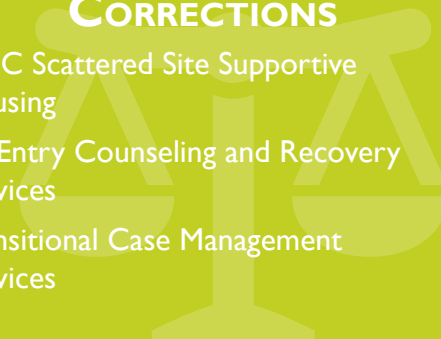 CORRECTIONS
C Scattered Site Supportive
using
Entry Counseling and Recovery
vices
nsitional Case Management
vices